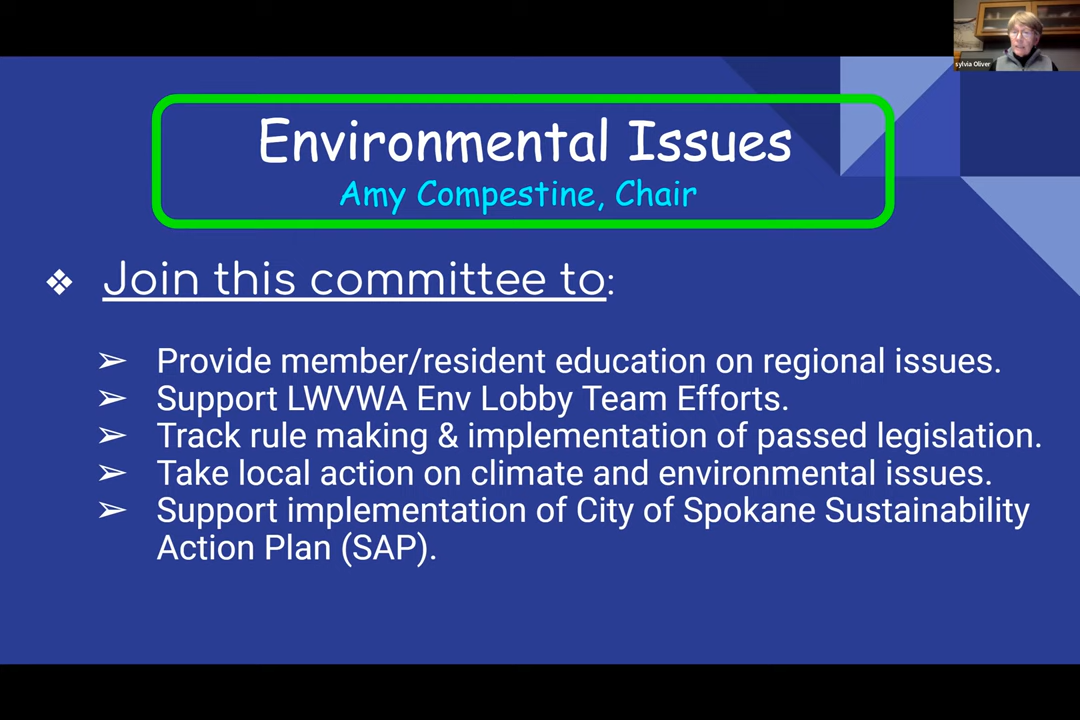 sylvia Oliver
Environmental Issues
Amy Compestine, Chair
❖ Join this committee to:
➢ Provide member/resident education on regional issues.
➢ Support LWVWA Env Lobby Team Efforts.
➢ Track rule making & implementation of passed legislation.
➢ Take local action on climate and environmental issues.
➢ Support implementation of City of Spokane Sustainability
Action Plan (SAP).